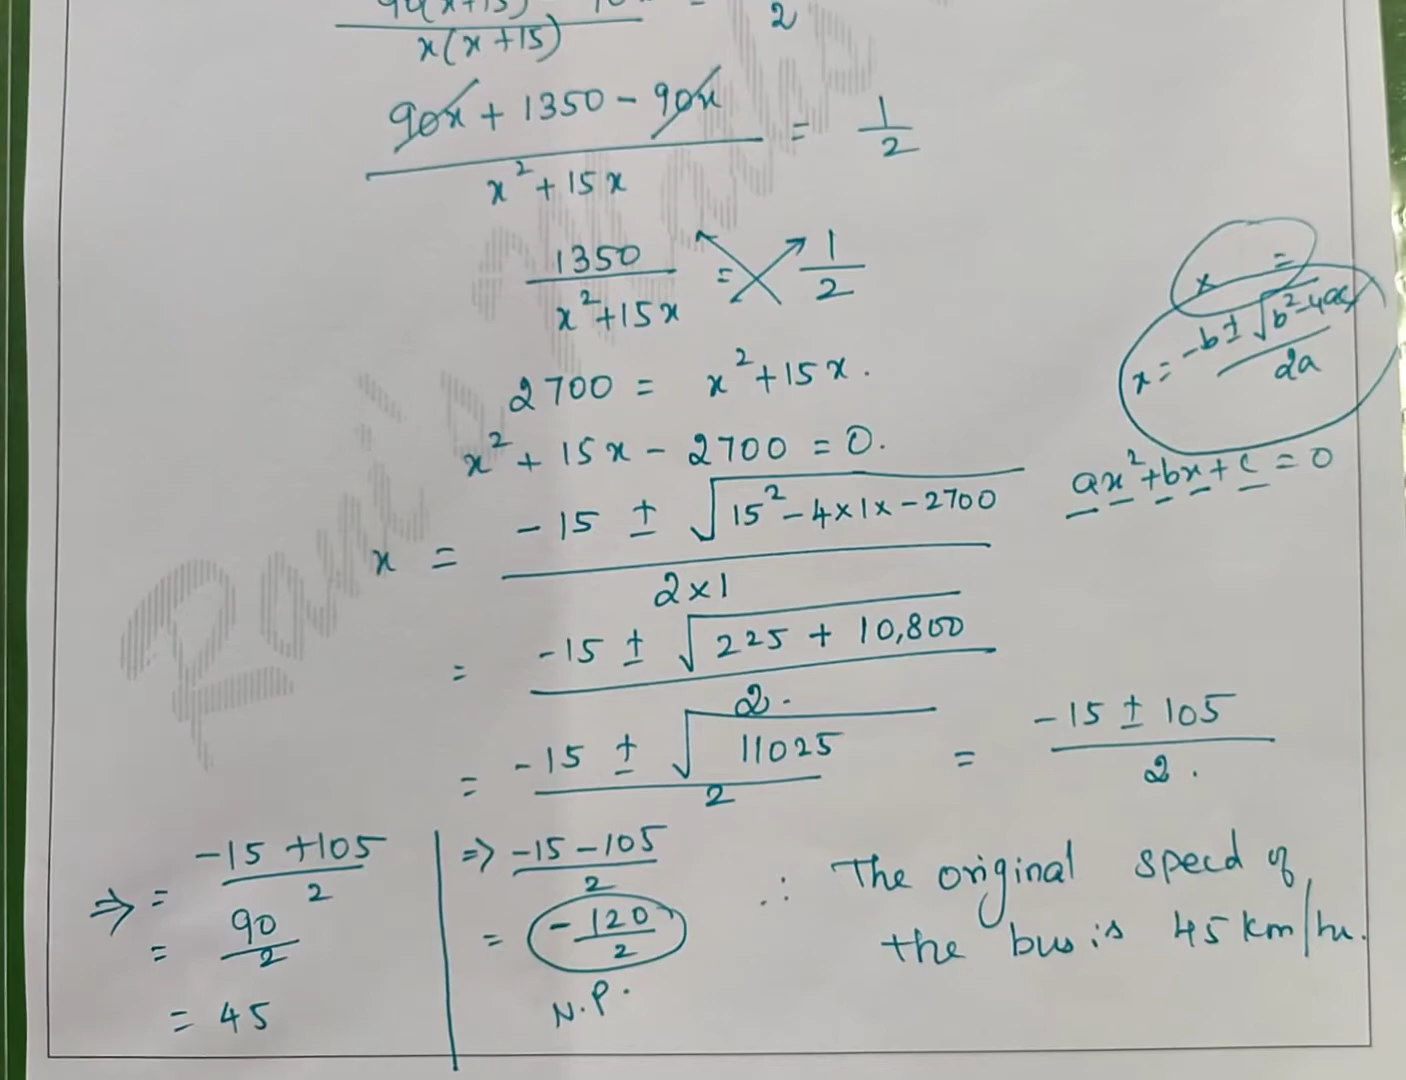 90(x+15)
x(x+15)
2
90x + 1350 - 90x / x²+15x = 1/2
1350 / x²+15x = 1/2
2700 = x²+15x.
x² + 15x - 2700 = 0.
x = -15 ± √15²-4×1×-2700 / 2×1
= -15 ± √225 + 10,800 / 2.
= -15 ± √11025 / 2 = -15 ± 105 / 2.
⇒ = -15 +105 / 2
= 90/2
= 45
⇒ -15-105 / 2
= -120/2
N.P.
∴ The original speed of
the bus is 45 km/hr.
x =
x = -b±√b²-4ac / 2a
ax²+bx+c = 0